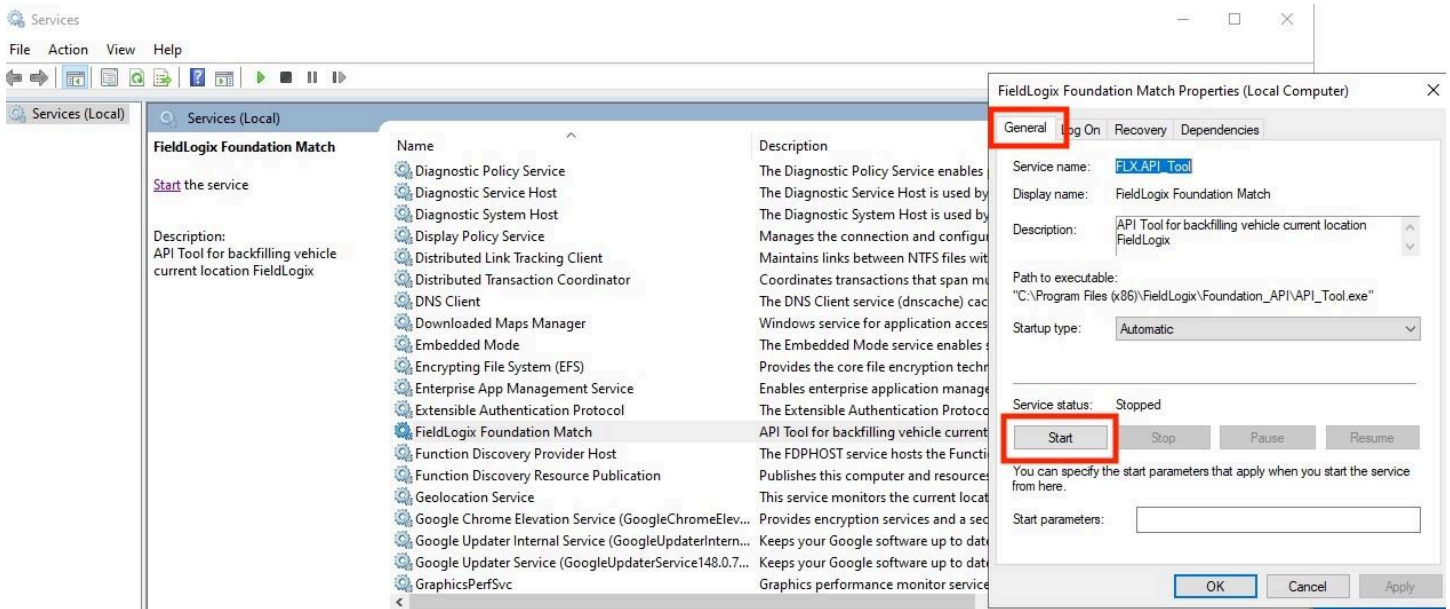 Services
File Action View Help
Services (Local)
Services (Local)
FieldLogix Foundation Match
Start the service
Description:
API Tool for backfilling vehicle
current location FieldLogix
Name Description
Diagnostic Policy Service The Diagnostic Policy Service enables
Diagnostic Service Host The Diagnostic Service Host is used by
Diagnostic System Host The Diagnostic System Host is used by
Display Policy Service Manages the connection and configur
Distributed Link Tracking Client Maintains links between NTFS files wit
Distributed Transaction Coordinator Coordinates transactions that span mu
DNS Client The DNS Client service (dnscache) cac
Downloaded Maps Manager Windows service for application acces
Embedded Mode The Embedded Mode service enables
Encrypting File System (EFS) Provides the core file encryption techr
Enterprise App Management Service Enables enterprise application manage
Extensible Authentication Protocol The Extensible Authentication Protoco
FieldLogix Foundation Match API Tool for backfilling vehicle current
Function Discovery Provider Host The FDPHOST service hosts the Functi
Function Discovery Resource Publication Publishes this computer and resources
Geolocation Service This service monitors the current locat
Google Chrome Elevation Service (GoogleChromeElev... Provides encryption services and a sec
Google Updater Internal Service (GoogleUpdaterIntern... Keeps your Google software up to date
Google Updater Service (GoogleUpdaterService148.0.7... Keeps your Google software up to date
GraphicsPerfSvc Graphics performance monitor service
FieldLogix Foundation Match Properties (Local Computer)
General Log On Recovery Dependencies
Service name: FLX.API_Tool
Display name: FieldLogix Foundation Match
Description: API Tool for backfilling vehicle current location
FieldLogix
Path to executable:
"C:\Program Files (x86)\FieldLogix\Foundation_API\API_Tool.exe"
Startup type: Automatic
Service status: Stopped
Start Stop Pause Resume
You can specify the start parameters that apply when you start the service
from here.
Start parameters:
OK Cancel Apply